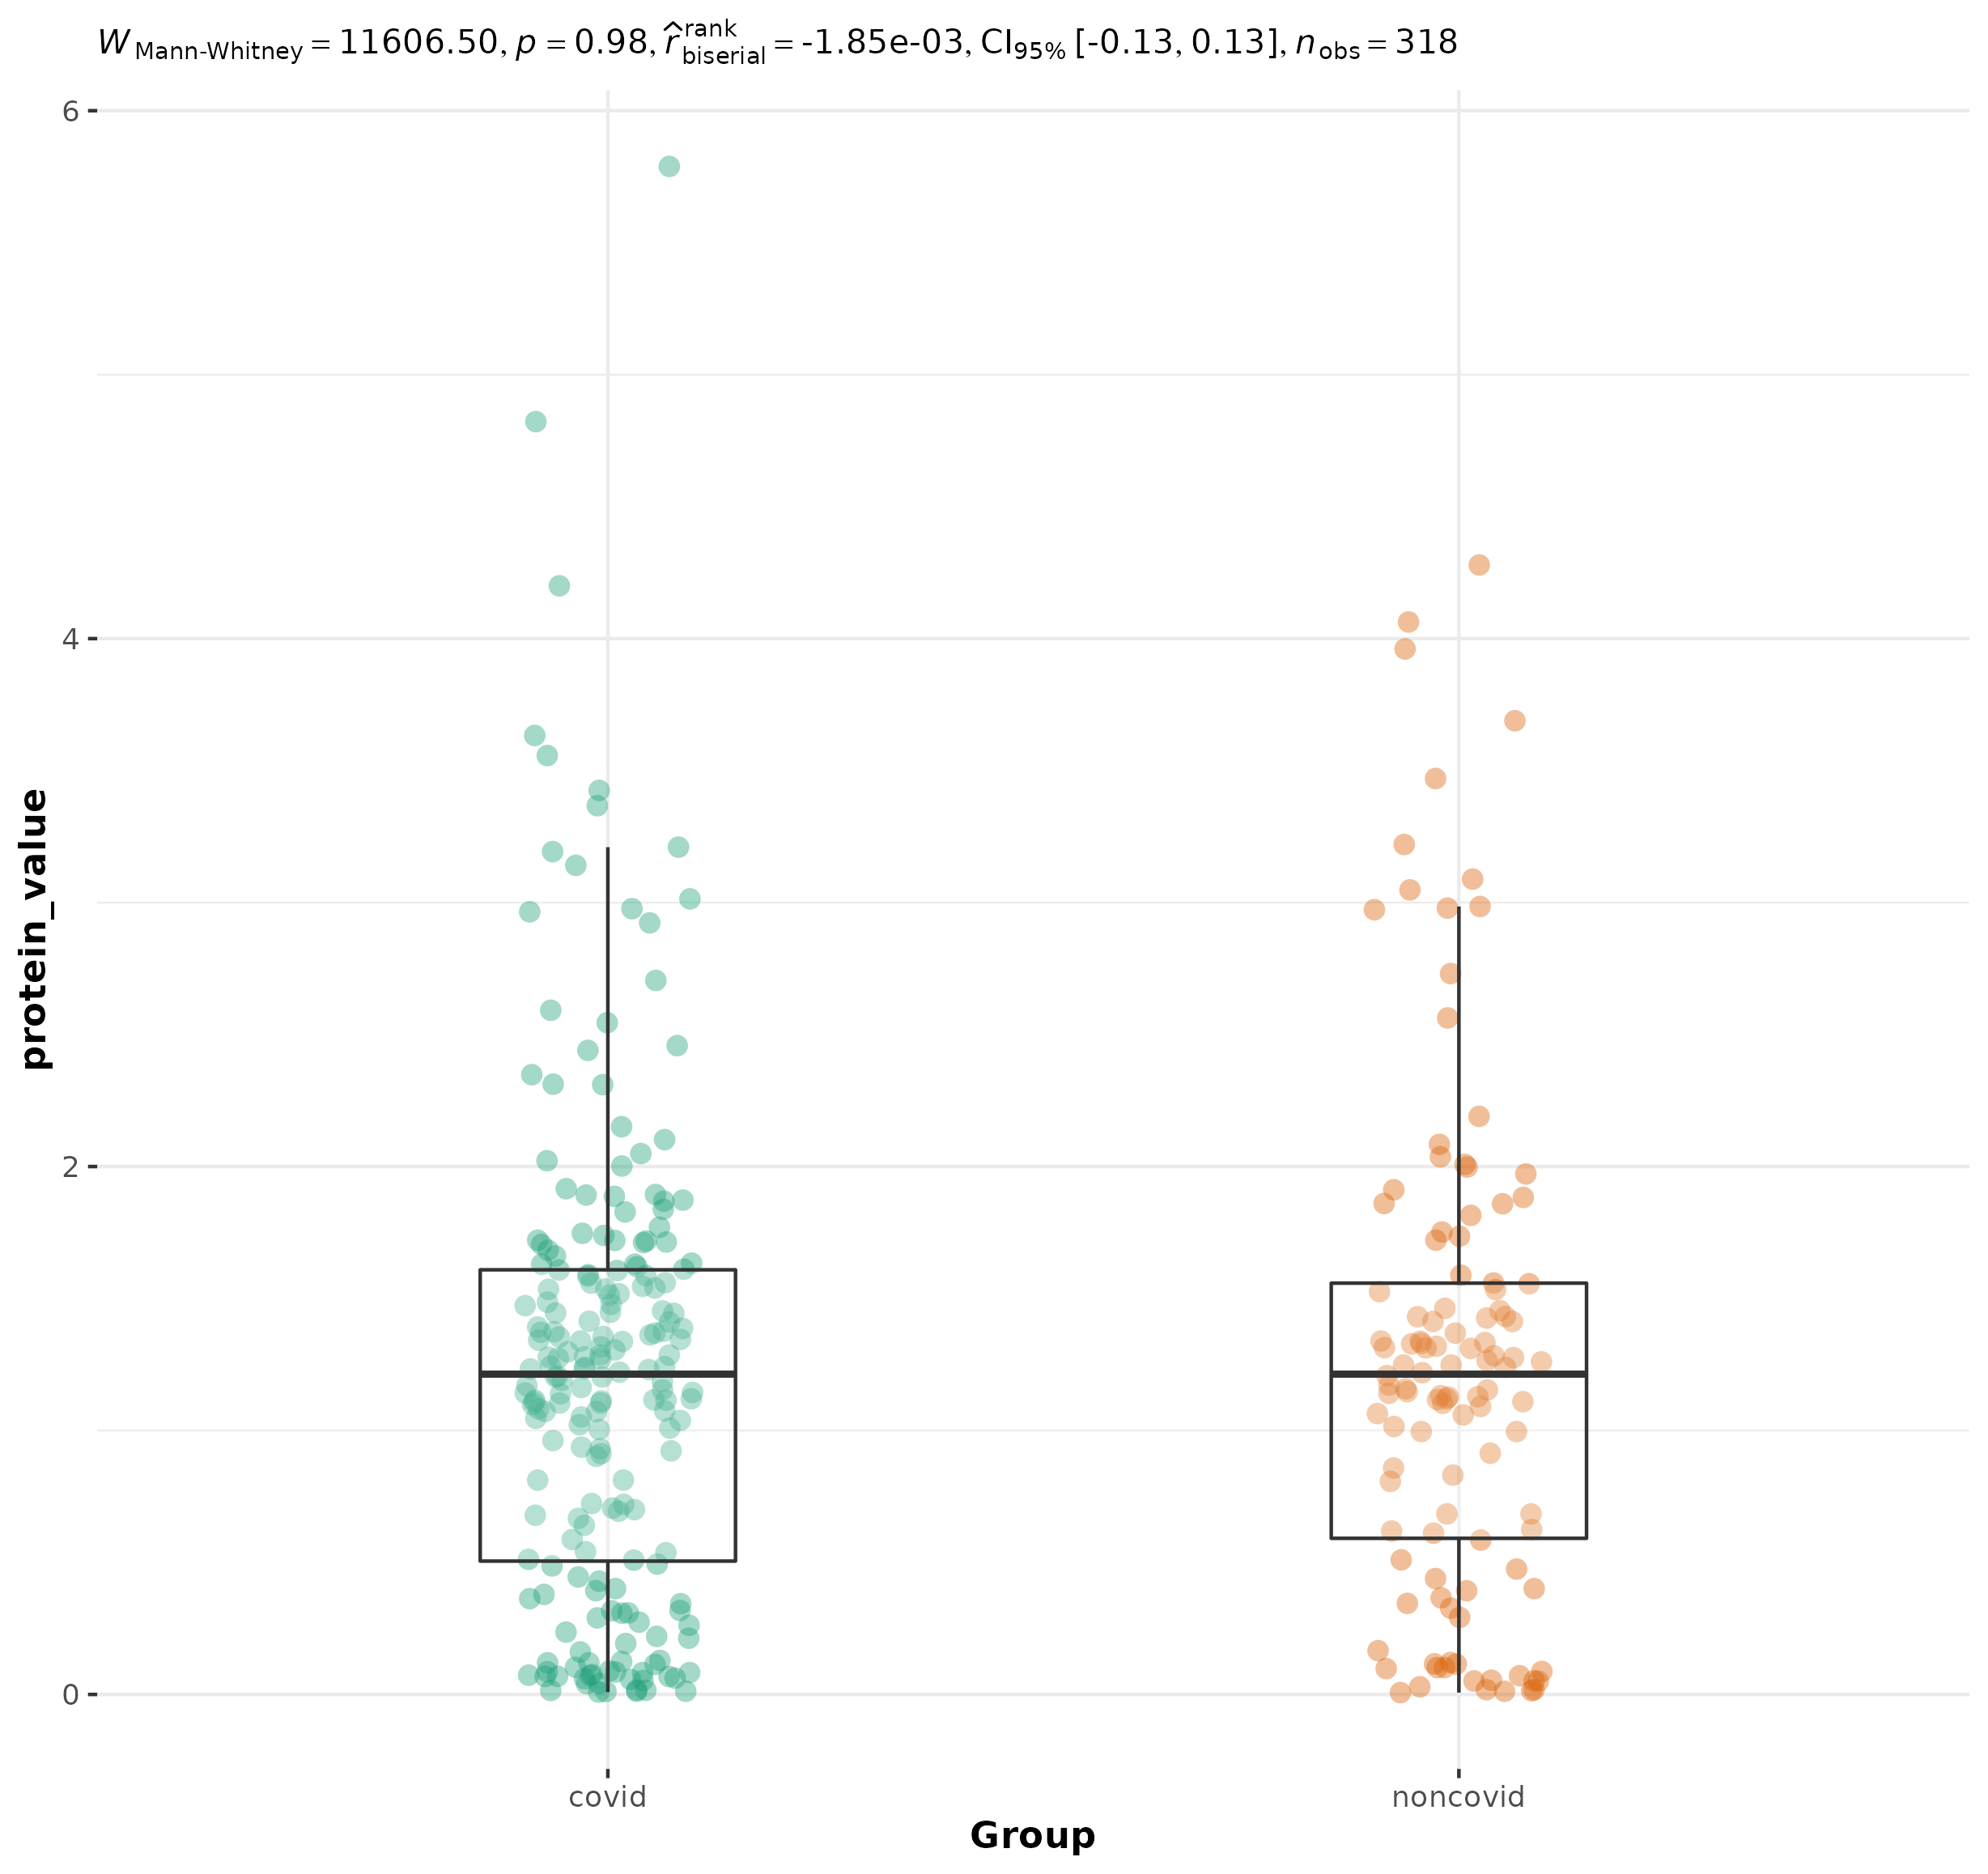 W Mann-Whitney = 11606.50, p = 0.98, r̂ rank biserial = -1.85e-03, CI95% [-0.13, 0.13], nobs = 318
6
4
2
0
protein_value
covid noncovid
Group